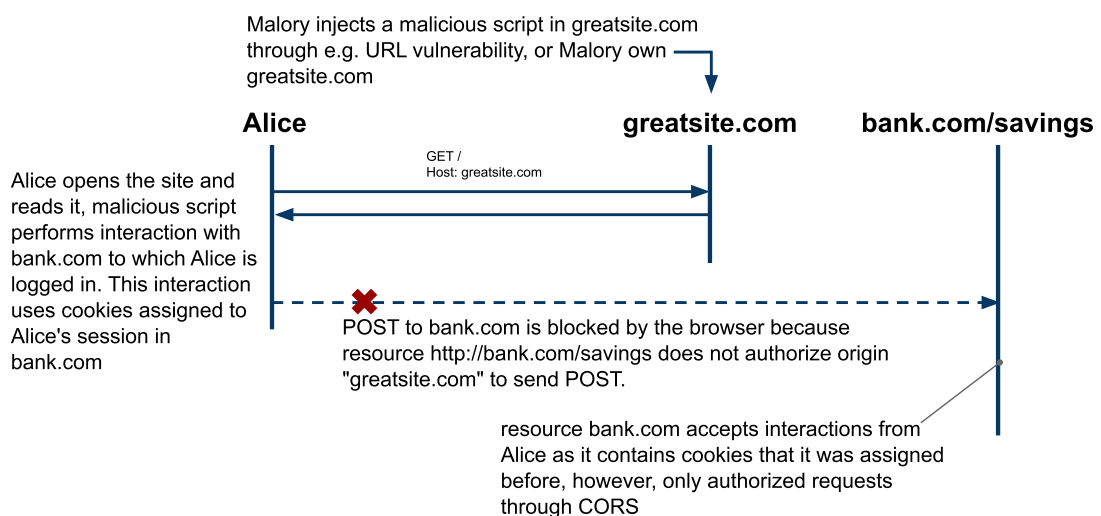 Malory injects a malicious script in greatsite.com
through e.g. URL vulnerability, or Malory own
greatsite.com
Alice
greatsite.com
bank.com/savings
GET /
Host: greatsite.com
Alice opens the site and
reads it, malicious script
performs interaction with
bank.com to which Alice is
logged in. This interaction
uses cookies assigned to
Alice's session in
bank.com
POST to bank.com is blocked by the browser because
resource http://bank.com/savings does not authorize origin
"greatsite.com" to send POST.
resource bank.com accepts interactions from
Alice as it contains cookies that it was assigned
before, however, only authorized requests
through CORS